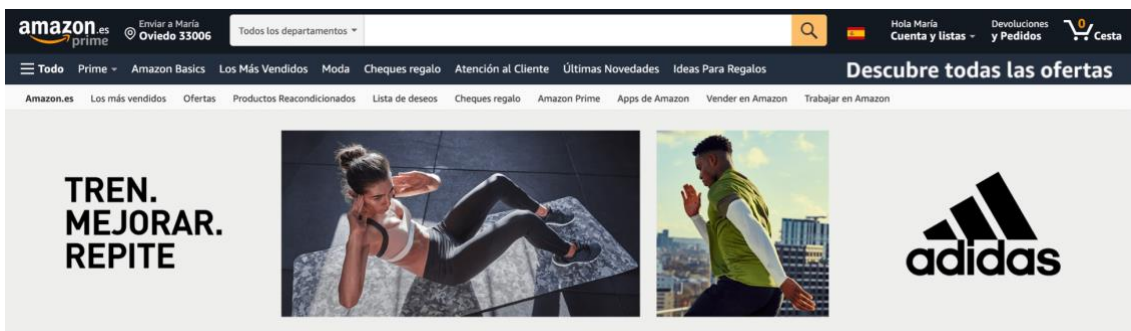 amazon.es
prime
Enviar a María
Oviedo 33006
Todos los departamentos
Hola María
Cuenta y listas
Devoluciones
y Pedidos
0
Cesta
Todo Prime Amazon Basics Los Más Vendidos Moda Cheques regalo Atención al Cliente Últimas Novedades Ideas Para Regalos Descubre todas las ofertas
Amazon.es Los más vendidos Ofertas Productos Reacondicionados Lista de deseos Cheques regalo Amazon Prime Apps de Amazon Vender en Amazon Trabajar en Amazon
TREN.
MEJORAR.
REPITE
adidas